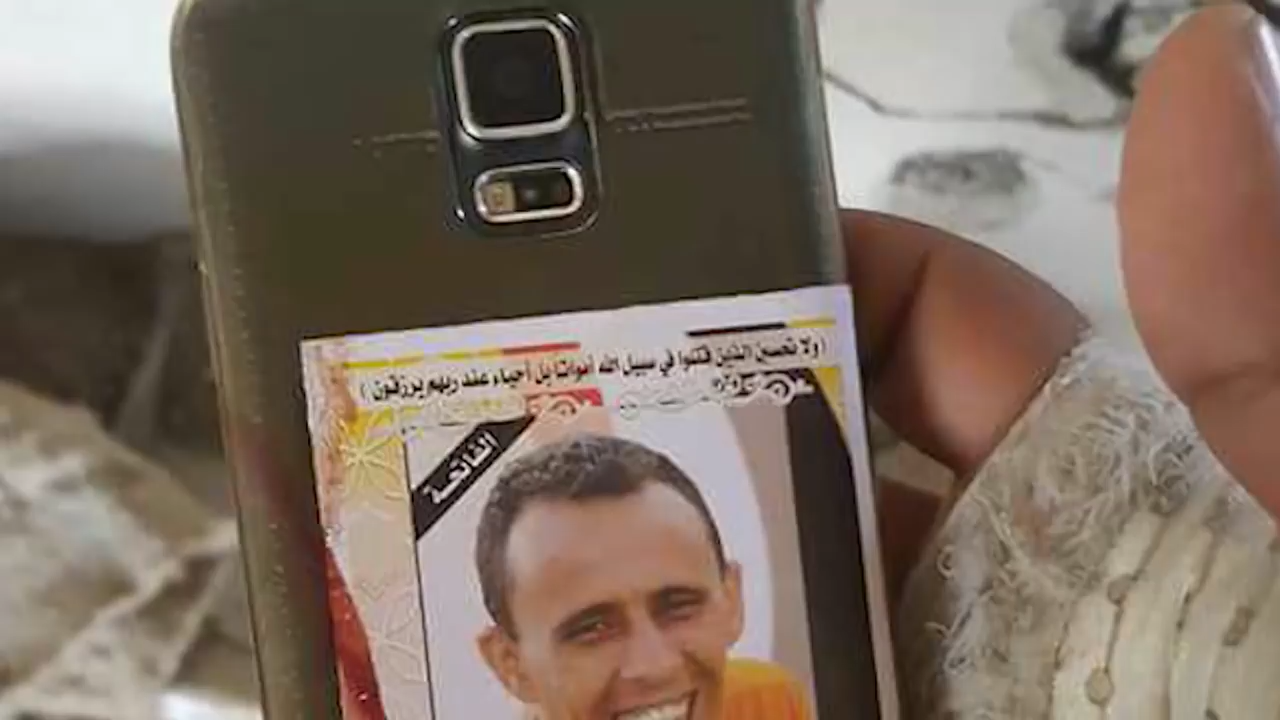 ﴿ولا تحسبن الذين قتلوا في سبيل الله أمواتا بل أحياء عند ربهم يرزقون﴾
الفاتحة